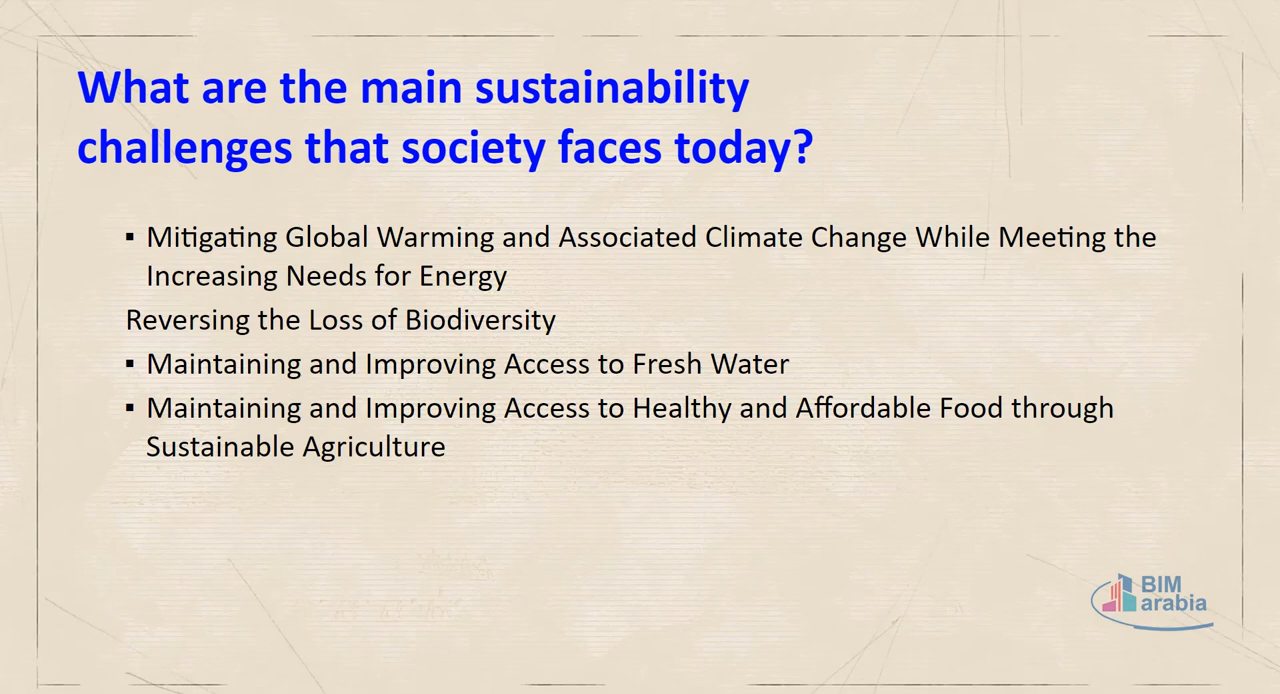 What are the main sustainability
challenges that society faces today?
▪ Mitigating Global Warming and Associated Climate Change While Meeting the
Increasing Needs for Energy
Reversing the Loss of Biodiversity
▪ Maintaining and Improving Access to Fresh Water
▪ Maintaining and Improving Access to Healthy and Affordable Food through
Sustainable Agriculture
BIM
arabia